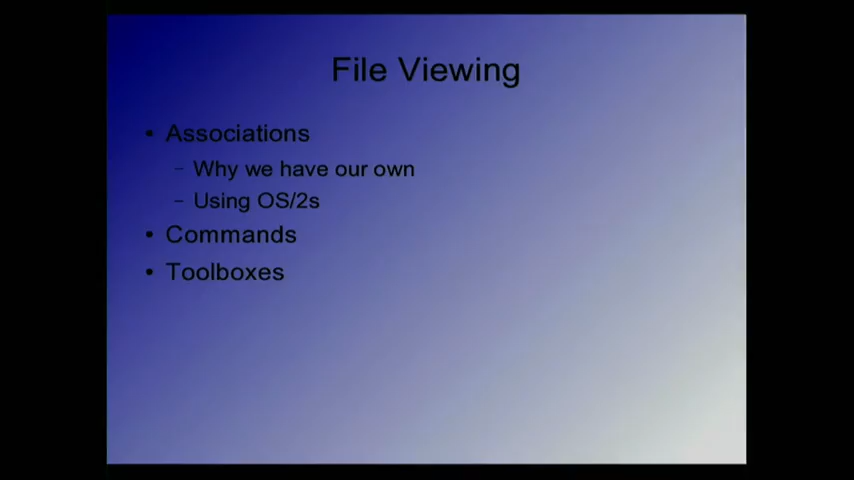 File Viewing
• Associations
– Why we have our own
– Using OS/2s
• Commands
• Toolboxes